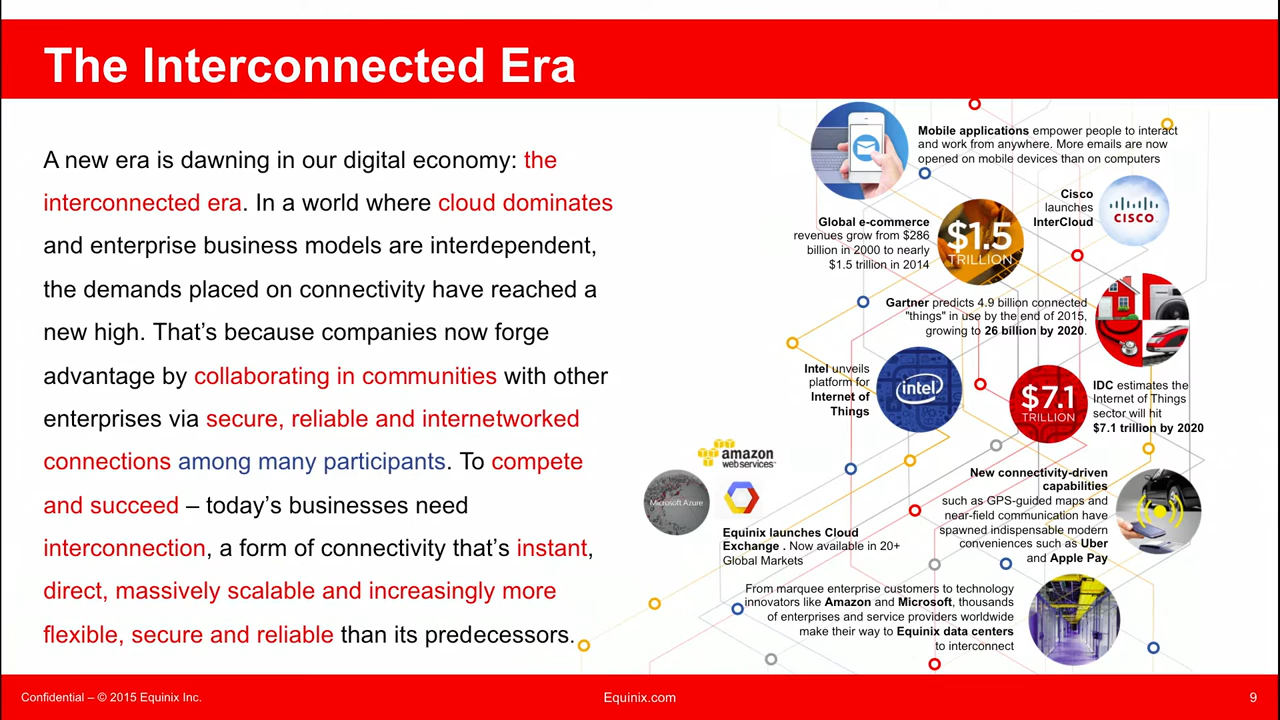 The Interconnected Era
A new era is dawning in our digital economy: the
interconnected era. In a world where cloud dominates
and enterprise business models are interdependent,
the demands placed on connectivity have reached a
new high. That’s because companies now forge
advantage by collaborating in communities with other
enterprises via secure, reliable and internetworked
connections among many participants. To compete
and succeed – today’s businesses need
interconnection, a form of connectivity that’s instant,
direct, massively scalable and increasingly more
flexible, secure and reliable than its predecessors.
Mobile applications empower people to interact
and work from anywhere. More emails are now
opened on mobile devices than on computers
Cisco
launches
InterCloud
CISCO
Global e-commerce
revenues grow from $286
billion in 2000 to nearly
$1.5 trillion in 2014
$1.5
TRILLION
Gartner predicts 4.9 billion connected
"things" in use by the end of 2015,
growing to 26 billion by 2020.
Intel unveils
platform for
Internet of
Things
intel
$7.1
TRILLION
IDC estimates the
Internet of Things
sector will hit
$7.1 trillion by 2020
amazon
web services
Microsoft Azure
Equinix launches Cloud
Exchange . Now available in 20+
Global Markets
New connectivity-driven
capabilities
such as GPS-guided maps and
near-field communication have
spawned indispensable modern
conveniences such as Uber
and Apple Pay
From marquee enterprise customers to technology
innovators like Amazon and Microsoft, thousands
of enterprises and service providers worldwide
make their way to Equinix data centers
to interconnect
Confidential – © 2015 Equinix Inc.
Equinix.com
9